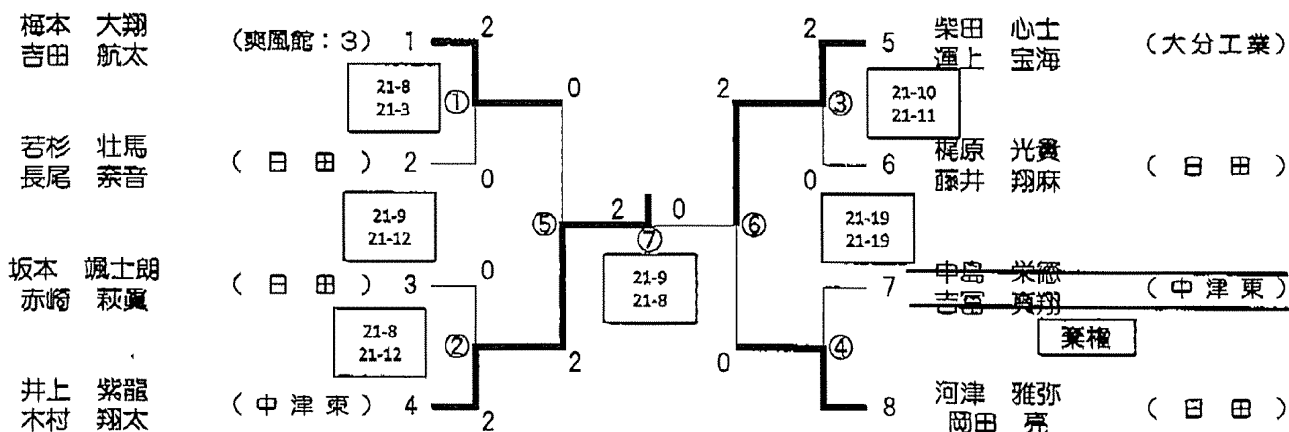 梅本 大翔
吉田 航太
(爽風館:3) 1
2
21-8
21-3
①
0
若杉 壮馬
長尾 奈音
(日田) 2
0
21-9
21-12
⑤
坂本 颯士朗
赤崎 萩眞
(日田) 3
0
21-8
21-12
②
2
井上 紫龍
木村 翔太
(中津東) 4
2
2
0
⑦
21-9
21-8
2
5
柴田 心士
運上 宝海
(大分工業)
2
③
21-10
21-11
0
6
梶原 光貴
藤井 翔麻
(日田)
⑥
21-19
21-19
7
中島 栄徳
吉冨 真翔
(中津東)
棄権
0
④
8
河津 雅弥
岡田 亮
(日田)